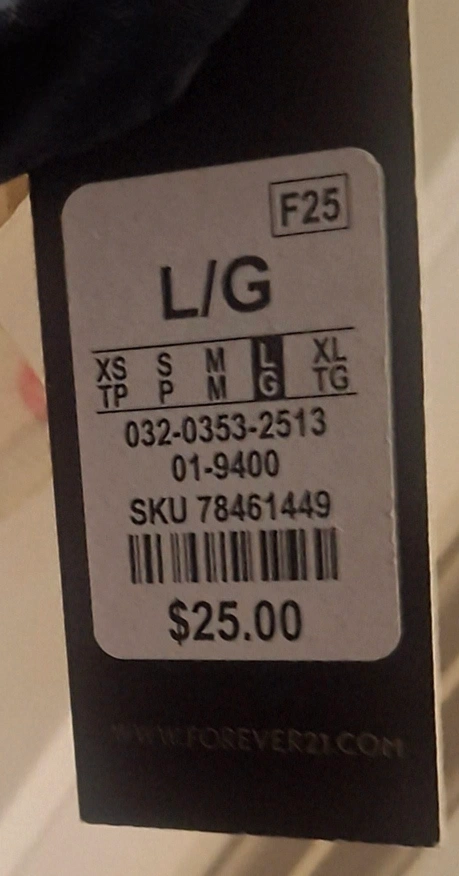 F25
L/G
XS S M L XL
TP P M G TG
032-0353-2513
01-9400
SKU 78461449
$25.00
WWW.FOREVER21.COM